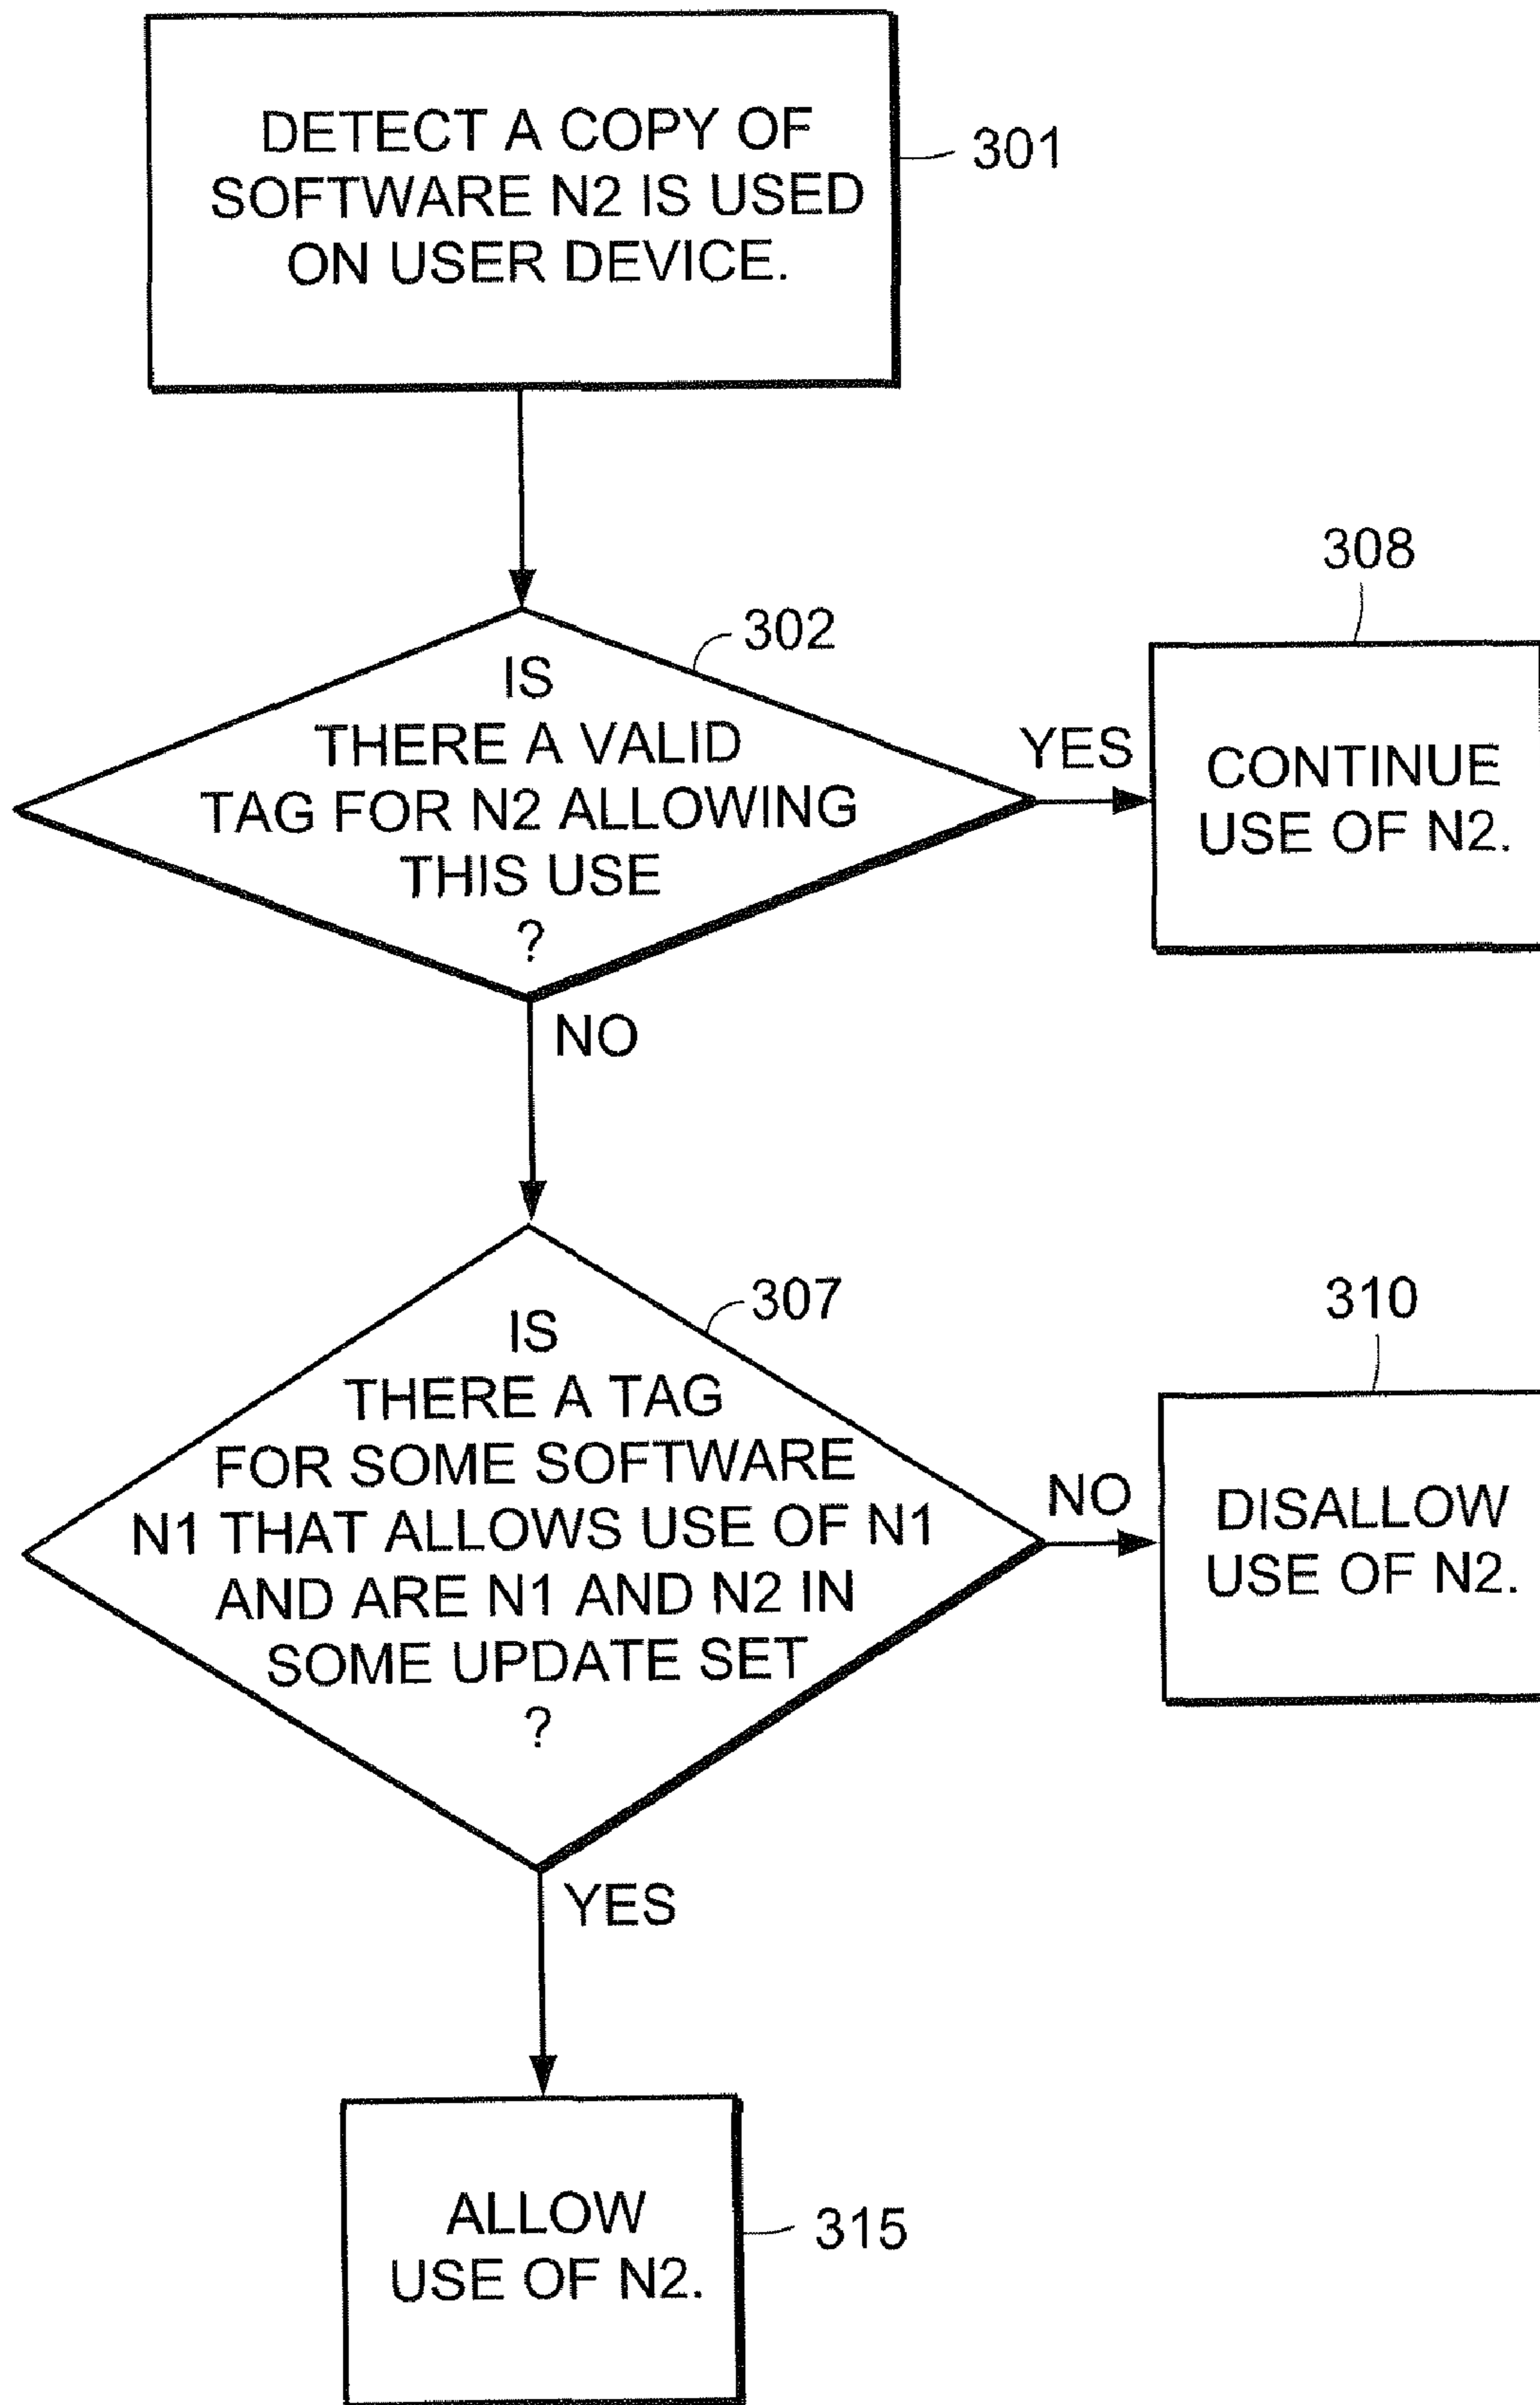 DETECT A COPY OF
SOFTWARE N2 IS USED
ON USER DEVICE.
301
302
IS
THERE A VALID
TAG FOR N2 ALLOWING
THIS USE
?
YES
308
CONTINUE
USE OF N2.
NO
307
IS
THERE A TAG
FOR SOME SOFTWARE
N1 THAT ALLOWS USE OF N1
AND ARE N1 AND N2 IN
SOME UPDATE SET
?
NO
310
DISALLOW
USE OF N2.
YES
ALLOW
USE OF N2.
315